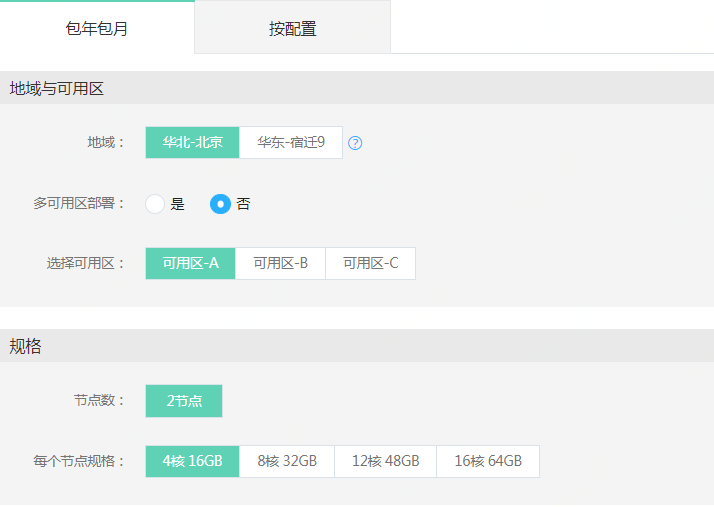 包年包月 按配置
地域与可用区
地域： 华北-北京 华东-宿迁9 ?
多可用区部署： 是 否
选择可用区： 可用区-A 可用区-B 可用区-C
规格
节点数： 2节点
每个节点规格： 4核 16GB 8核 32GB 12核 48GB 16核 64GB